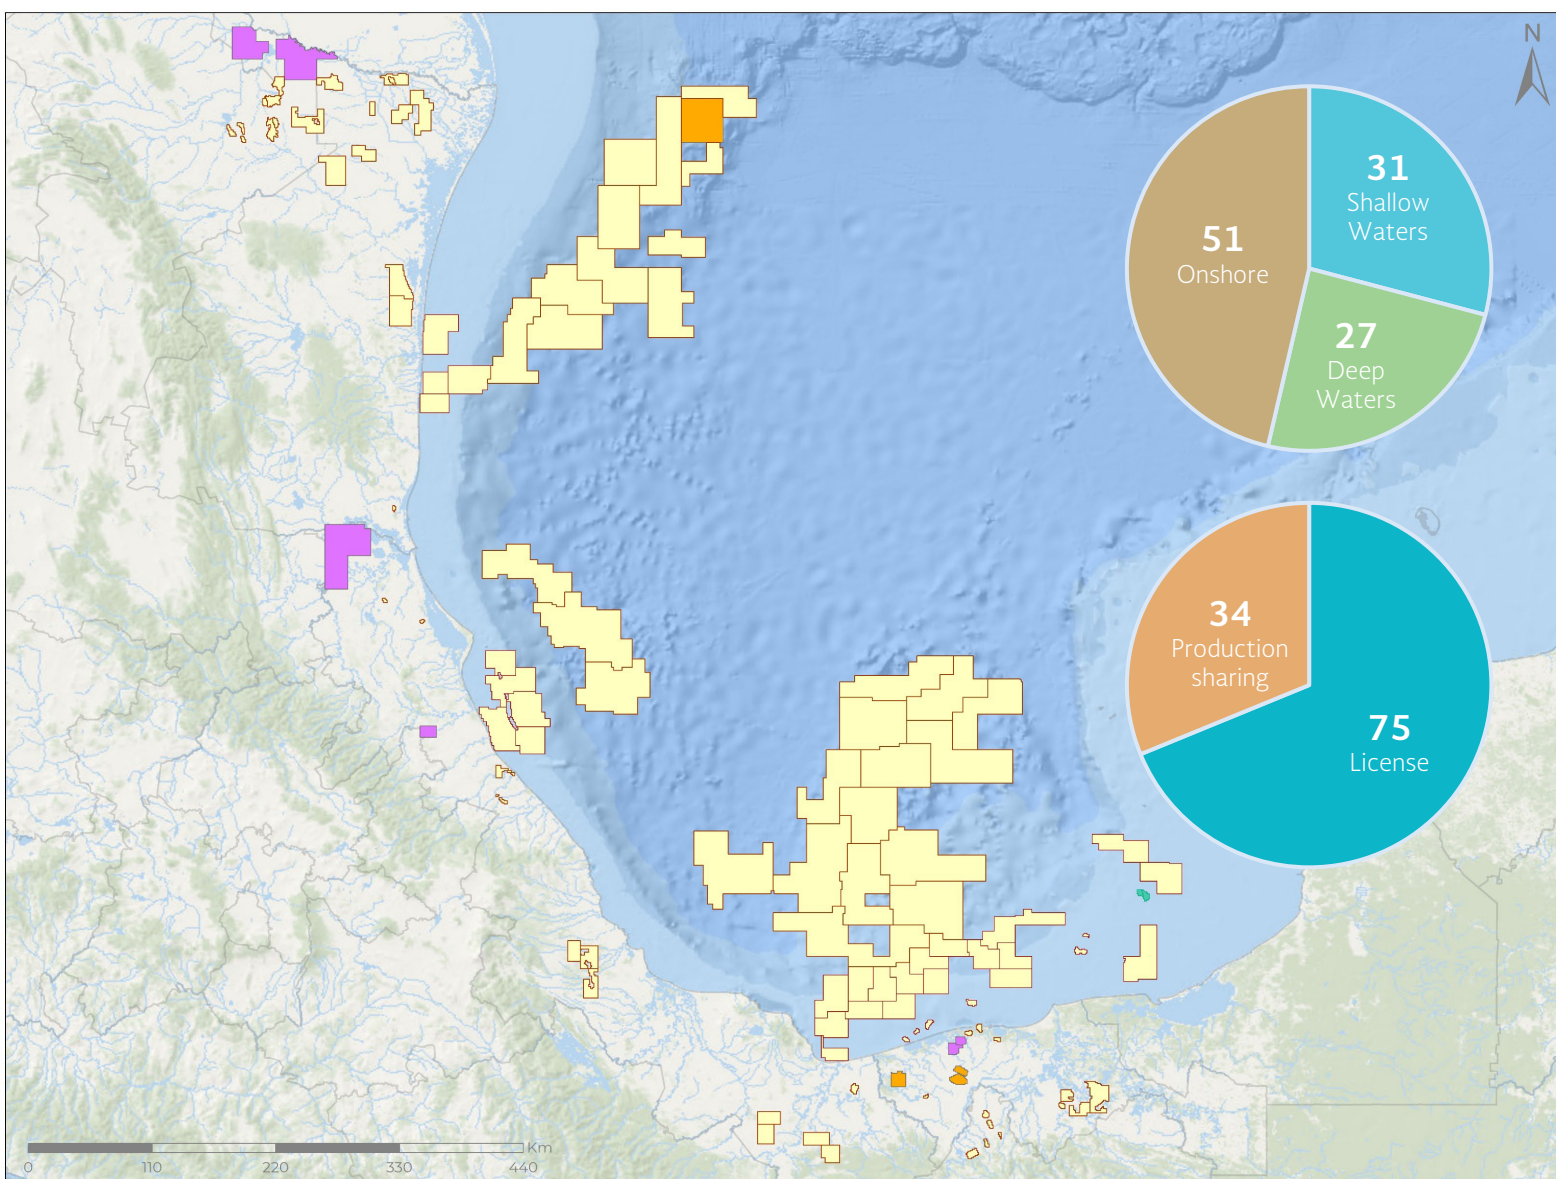 N
31
Shallow
Waters
51
Onshore
27
Deep
Waters
34
Production
sharing
75
License
Km
0 110 220 330 440